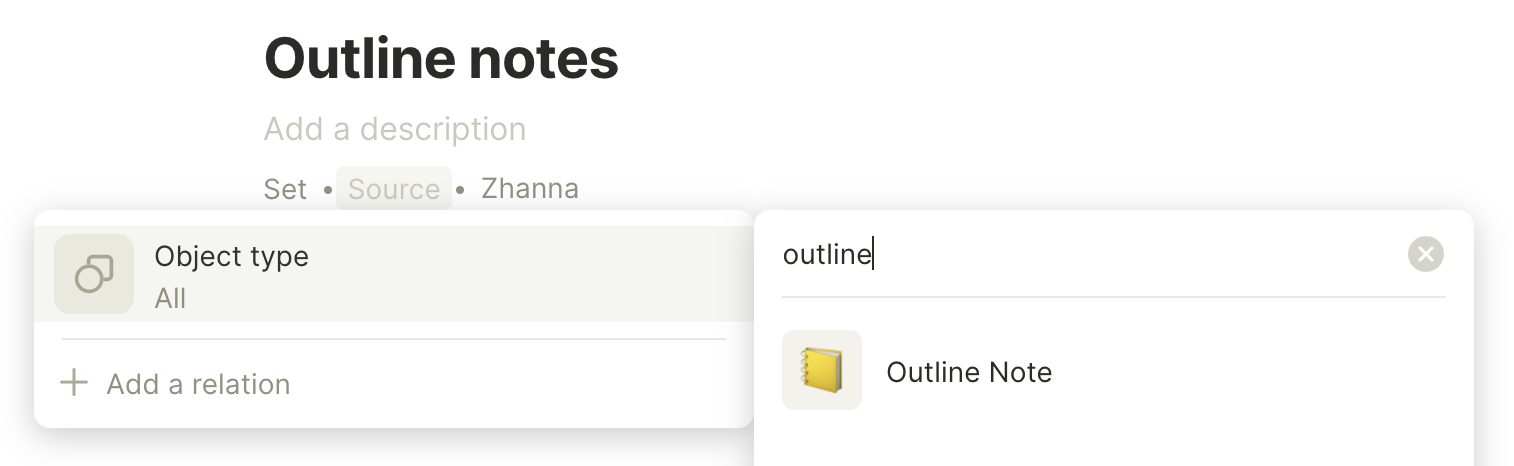 Outline notes
Add a description
Set • Source • Zhanna
Object type
All
Add a relation
outline
Outline Note